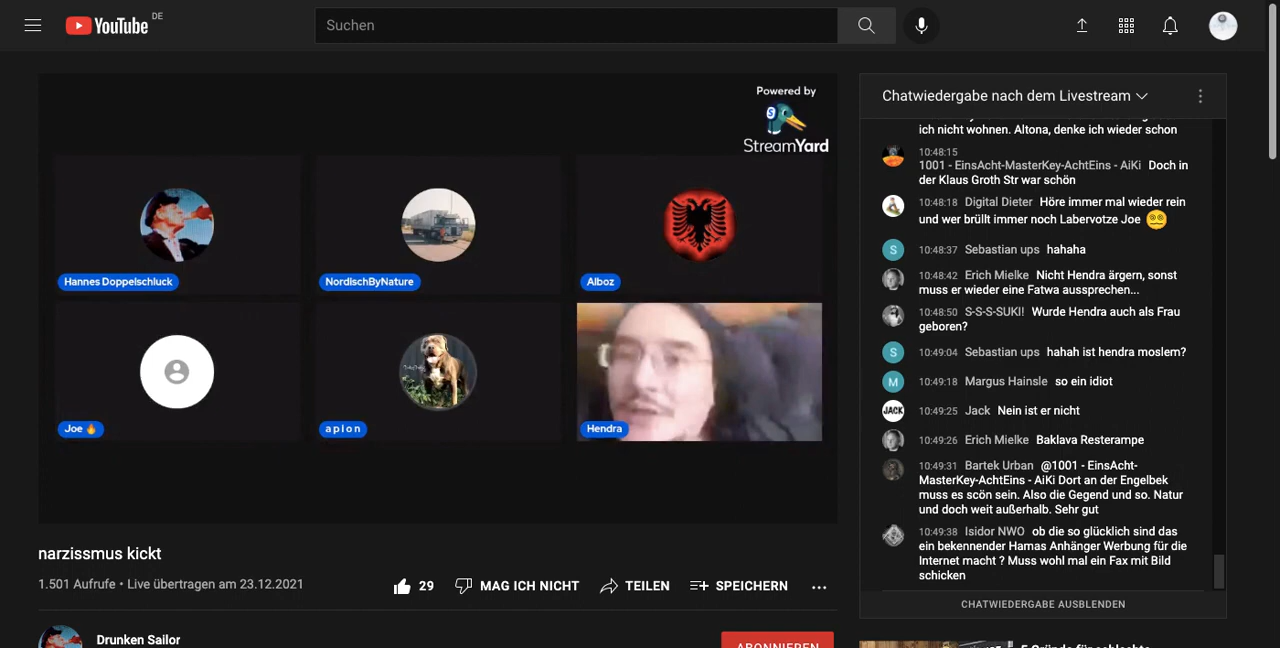 YouTube DE
Suchen
Powered by
StreamYard
Hannes Doppelschluck
NordischByNature
Alboz
Joe 🔥
a p i o n
Hendra
narzissmus kickt
1.501 Aufrufe • Live übertragen am 23.12.2021
29
MAG ICH NICHT
TEILEN
SPEICHERN
Drunken Sailor
ABONNIEREN
Chatwiedergabe nach dem Livestream
ich nicht wohnen. Altona, denke ich wieder schon
10:48:15
1001 - EinsAcht-MasterKey-AchtEins - AiKi Doch in
der Klaus Groth Str war schön
10:48:18 Digital Dieter Höre immer mal wieder rein
und wer brüllt immer noch Labervotze Joe
10:48:37 Sebastian ups hahaha
10:48:42 Erich Mielke Nicht Hendra ärgern, sonst
muss er wieder eine Fatwa aussprechen...
10:48:50 S-S-S-SUKI! Wurde Hendra auch als Frau
geboren?
S
10:49:04 Sebastian ups hahah ist hendra moslem?
M
10:49:18 Margus Hainsle so ein idiot
JACK
10:49:25 Jack Nein ist er nicht
10:49:26 Erich Mielke Baklava Resterampe
10:49:31 Bartek Urban @1001 - EinsAcht-
MasterKey-AchtEins - AiKi Dort an der Engelbek
muss es scön sein. Also die Gegend und so. Natur
und doch weit außerhalb. Sehr gut
10:49:38 Isidor NWO ob die so glücklich sind das
ein bekennender Hamas Anhänger Werbung für die
Internet macht ? Muss wohl mal ein Fax mit Bild
schicken
CHATWIEDERGABE AUSBLENDEN
5 Gründe für schlechte